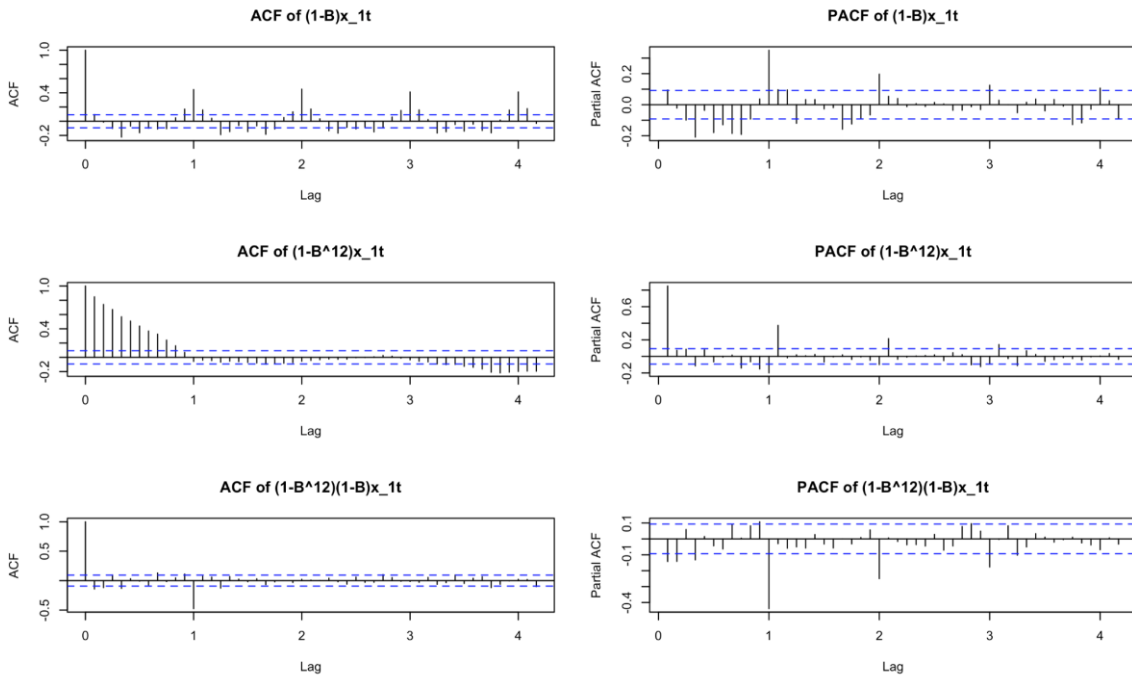 ACF of (1-B)x_1t
ACF
1.0
0.4
-0.2
0 1 2 3 4
Lag
PACF of (1-B)x_1t
Partial ACF
0.2
0.0
-0.2
0 1 2 3 4
Lag
ACF of (1-B^12)x_1t
ACF
1.0
0.4
-0.2
0 1 2 3 4
Lag
PACF of (1-B^12)x_1t
Partial ACF
0.6
0.2
-0.2
0 1 2 3 4
Lag
ACF of (1-B^12)(1-B)x_1t
ACF
1.0
0.5
-0.5
0 1 2 3 4
Lag
PACF of (1-B^12)(1-B)x_1t
Partial ACF
0.1
-0.1
-0.4
0 1 2 3 4
Lag